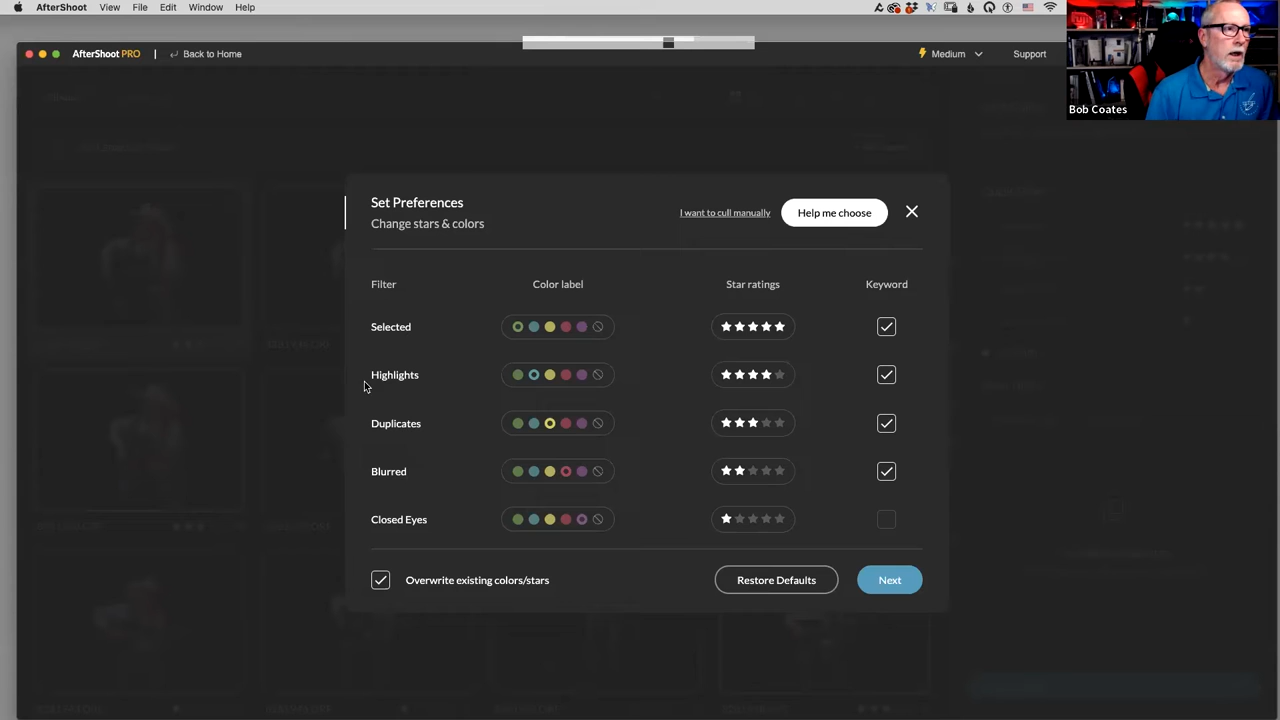 AfterShoot File Edit View Window Help
AfterShoot PRO | Back to Home
Medium
Support
Bob Coates
Set Preferences
Change stars & colors
I want to cull manually
Help me choose
Filter Color label Star ratings Keyword
Selected
Highlights
Duplicates
Blurred
Closed Eyes
Overwrite existing colors/stars
Restore Defaults
Next